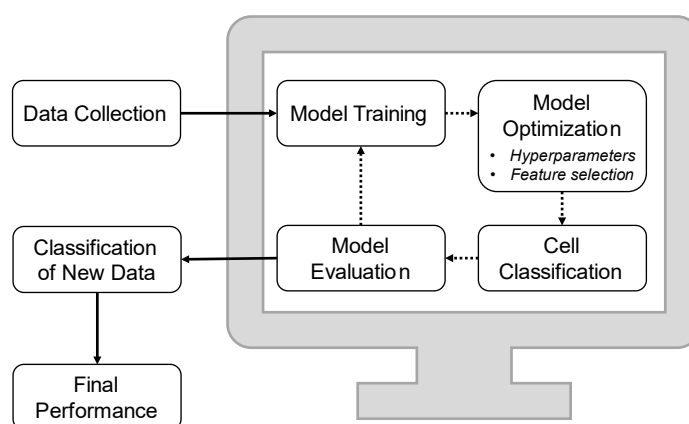 Data Collection
Model Training
Model
Optimization
• Hyperparameters
• Feature selection
Classification
of New Data
Model
Evaluation
Cell
Classification
Final
Performance